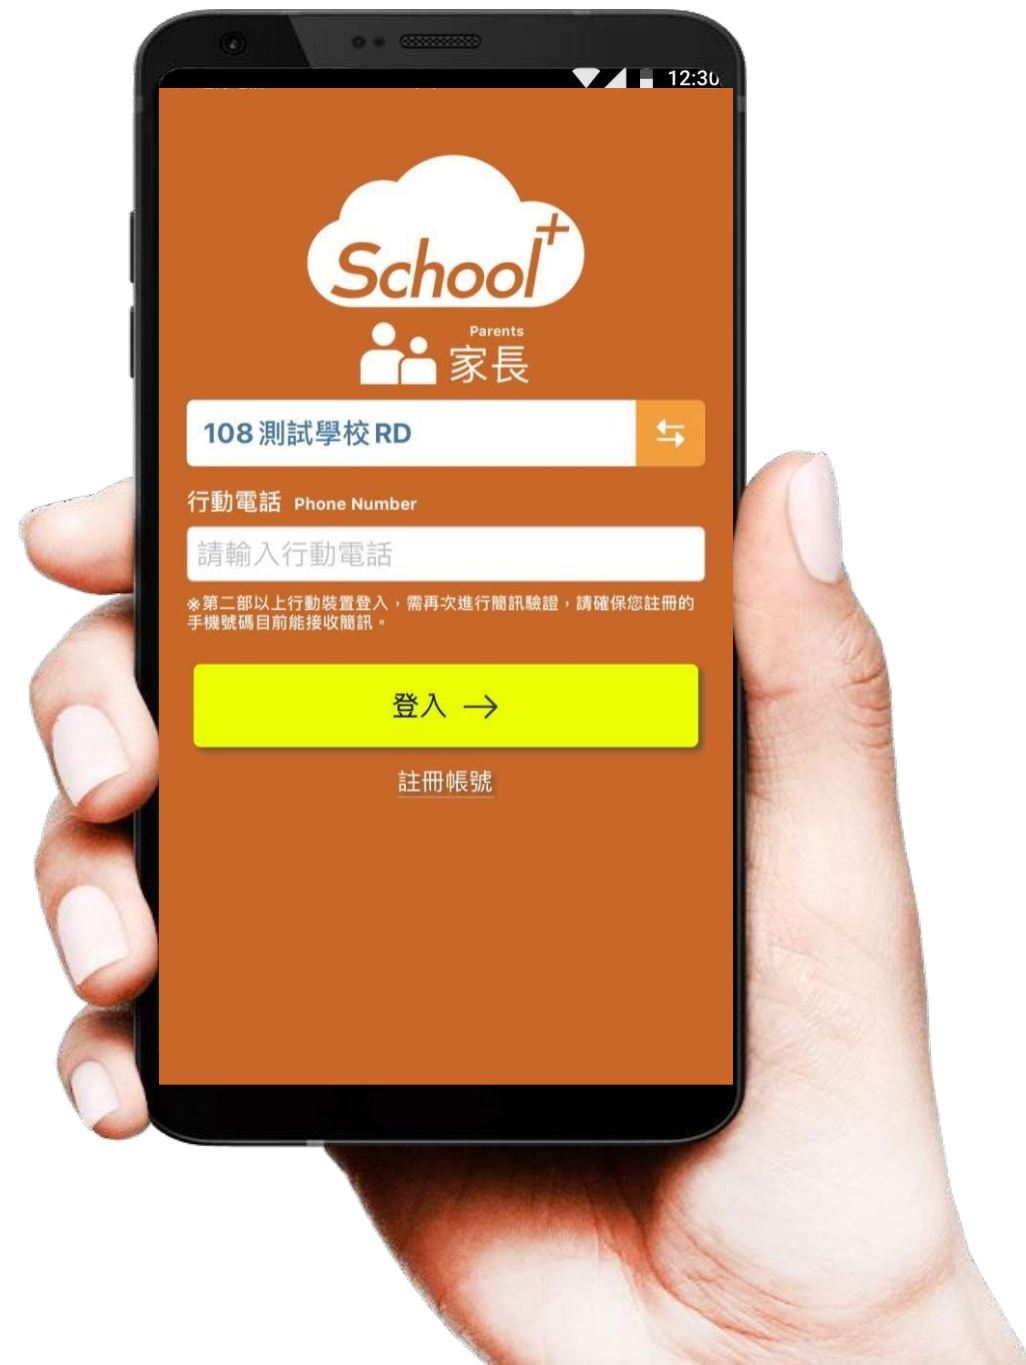 12:30
School+
Parents
家長
108 測試學校 RD
行動電話 Phone Number
請輸入行動電話
※第二部以上行動裝置登入，需再次進行簡訊驗證，請確保您註冊的
手機號碼目前能接收簡訊。
登入 →
註冊帳號